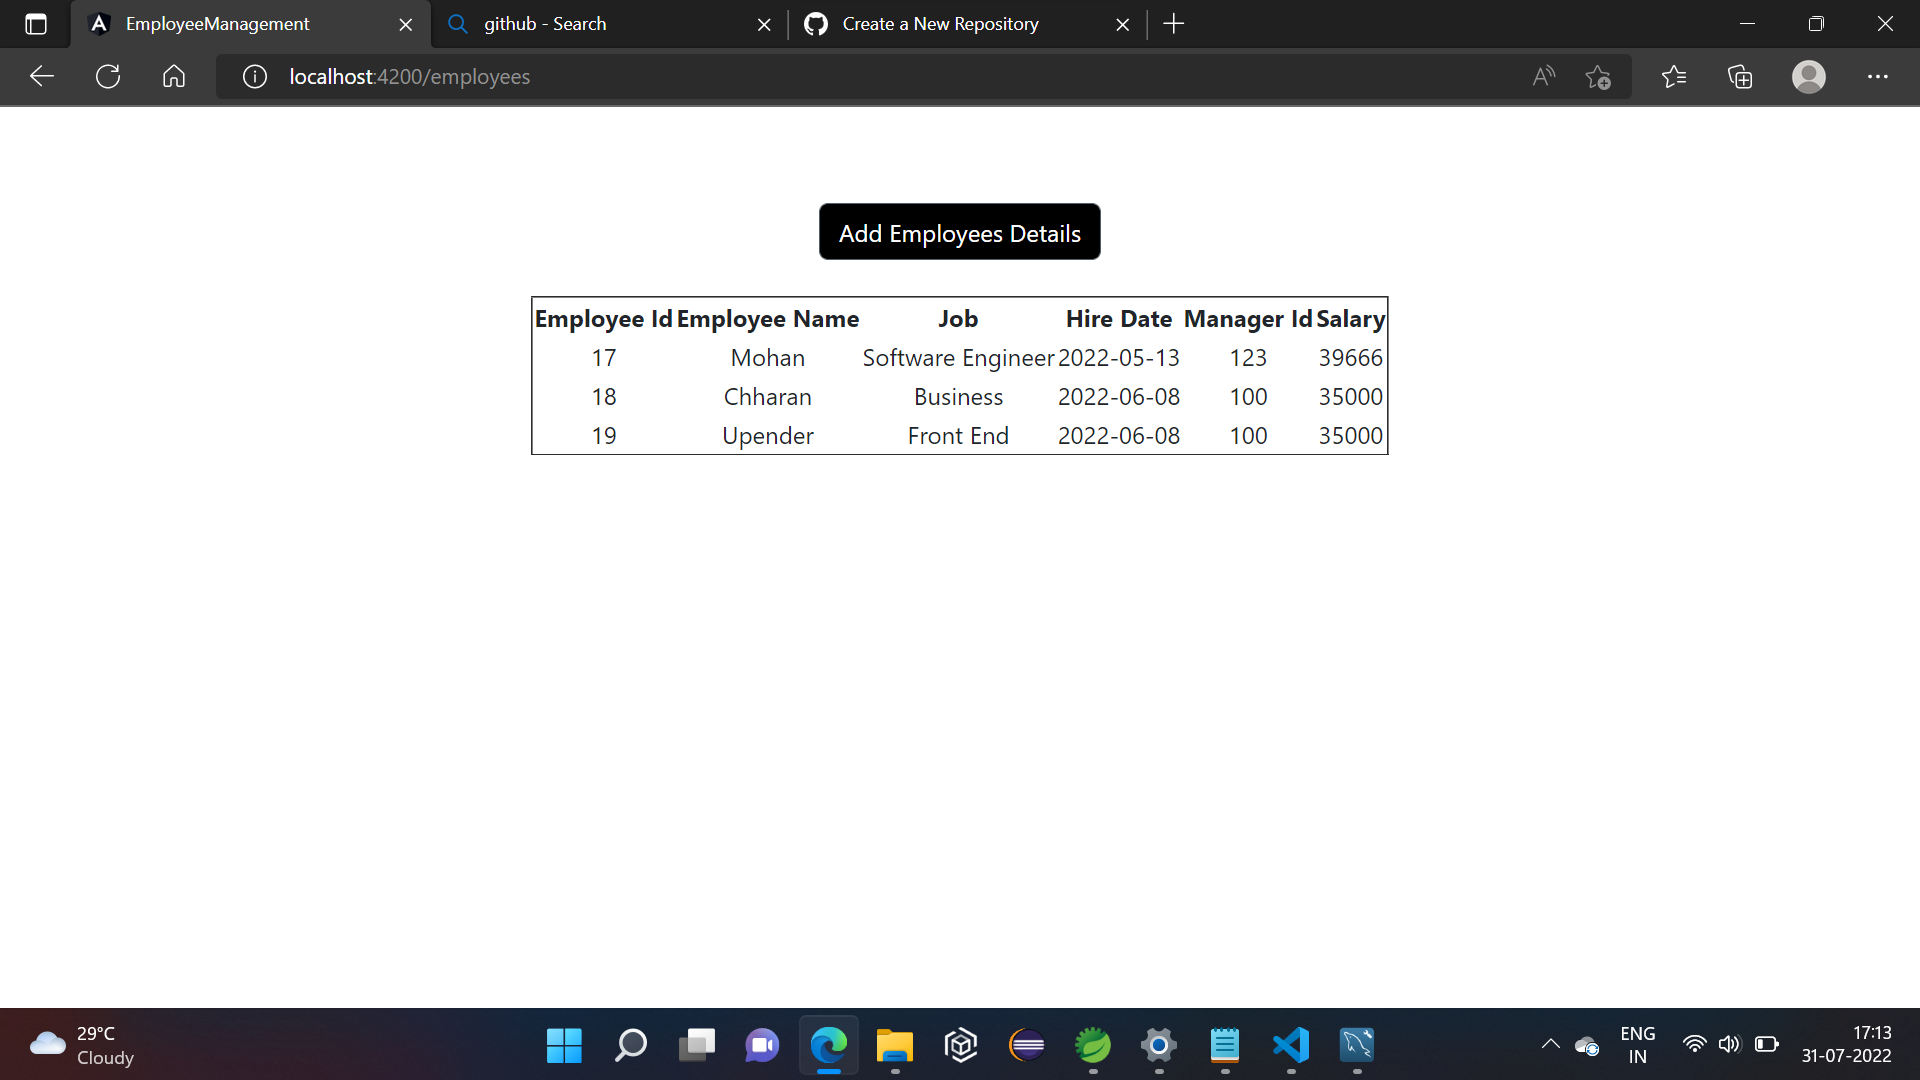 EmployeeManagement github - Search Create a New Repository
localhost:4200/employees
Add Employees Details
Employee Id Employee Name Job Hire Date Manager Id Salary
17 Mohan Software Engineer 2022-05-13 123 39666
18 Chharan Business 2022-06-08 100 35000
19 Upender Front End 2022-06-08 100 35000
29°C
Cloudy
ENG
IN
17:13
31-07-2022